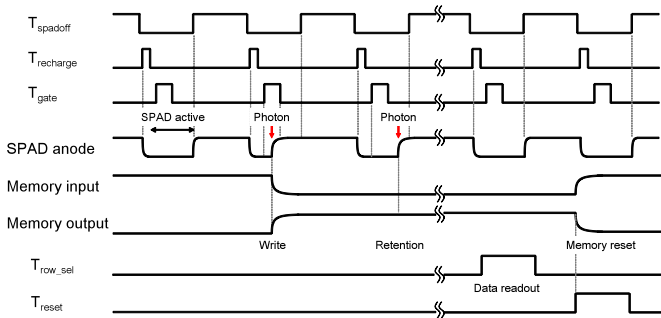 Tspadoff
Trecharge
Tgate
SPAD active
Photon
Photon
SPAD anode
Memory input
Memory output
Write
Retention
Memory reset
Trow_sel
Data readout
Treset